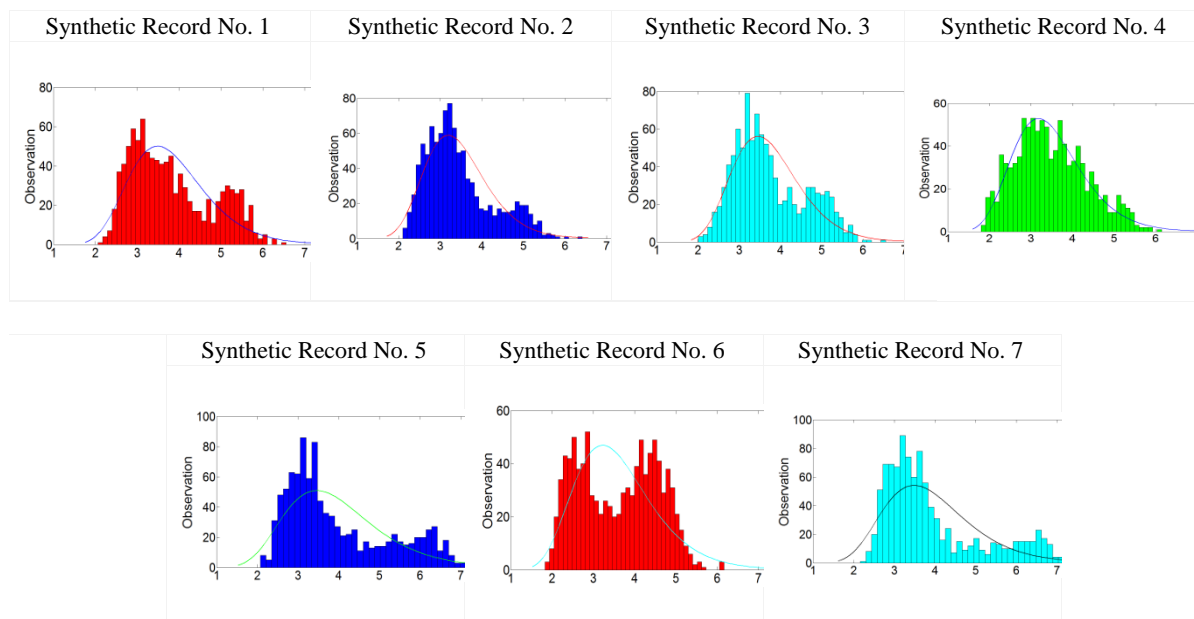 Synthetic Record No. 1
Synthetic Record No. 2
Synthetic Record No. 3
Synthetic Record No. 4
Observation
80
60
40
20
0
1 2 3 4 5 6 7
Observation
80
60
40
20
0
1 2 3 4 5 6 7
Observation
80
60
40
20
0
1 2 3 4 5 6 7
Observation
60
40
20
0
1 2 3 4 5 6
Synthetic Record No. 5
Synthetic Record No. 6
Synthetic Record No. 7
Observation
100
80
60
40
20
0
1 2 3 4 5 6 7
Observation
60
40
20
0
1 2 3 4 5 6 7
Observation
100
80
60
40
20
0
1 2 3 4 5 6 7